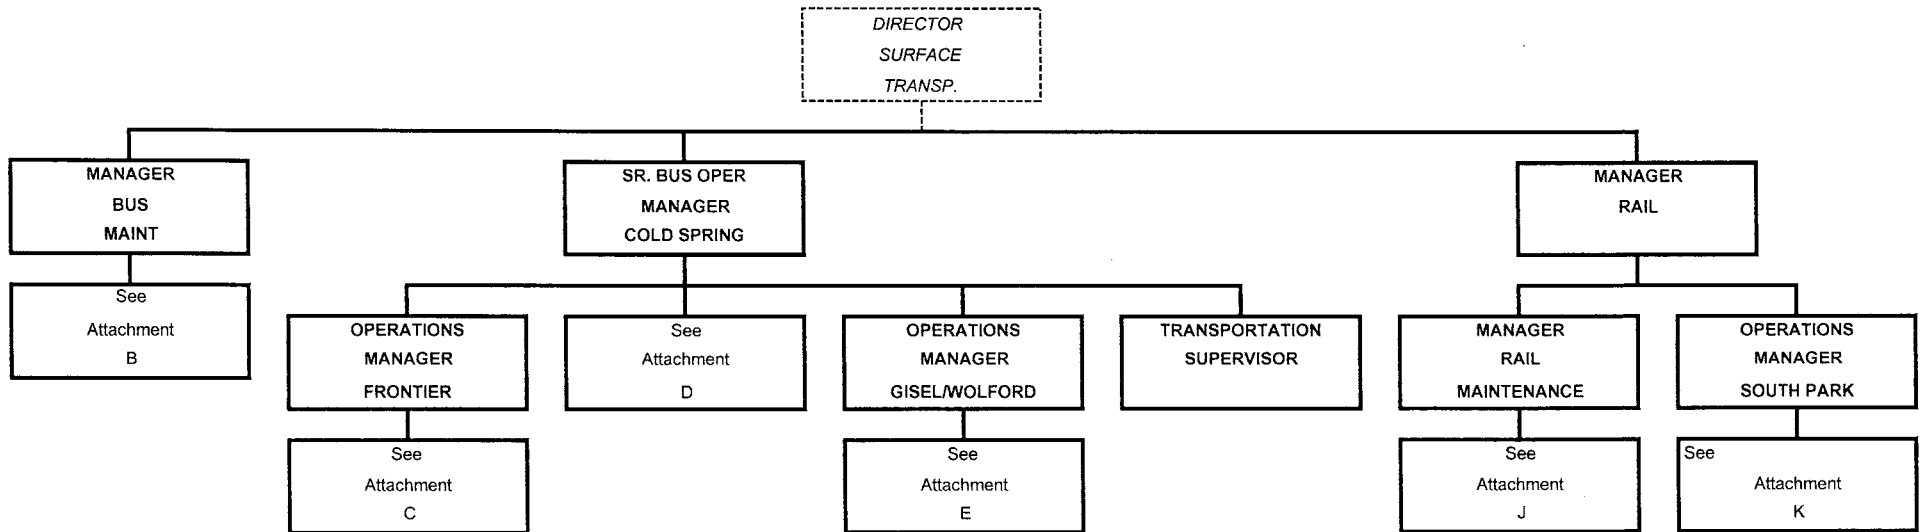 DIRECTOR
SURFACE
TRANSP.
MANAGER
BUS
MAINT
SR. BUS OPER
MANAGER
COLD SPRING
MANAGER
RAIL
See
Attachment
B
OPERATIONS
MANAGER
FRONTIER
See
Attachment
D
OPERATIONS
MANAGER
GISEL/WOLFORD
TRANSPORTATION
SUPERVISOR
MANAGER
RAIL
MAINTENANCE
OPERATIONS
MANAGER
SOUTH PARK
See
Attachment
C
See
Attachment
E
See
Attachment
J
See
Attachment
K